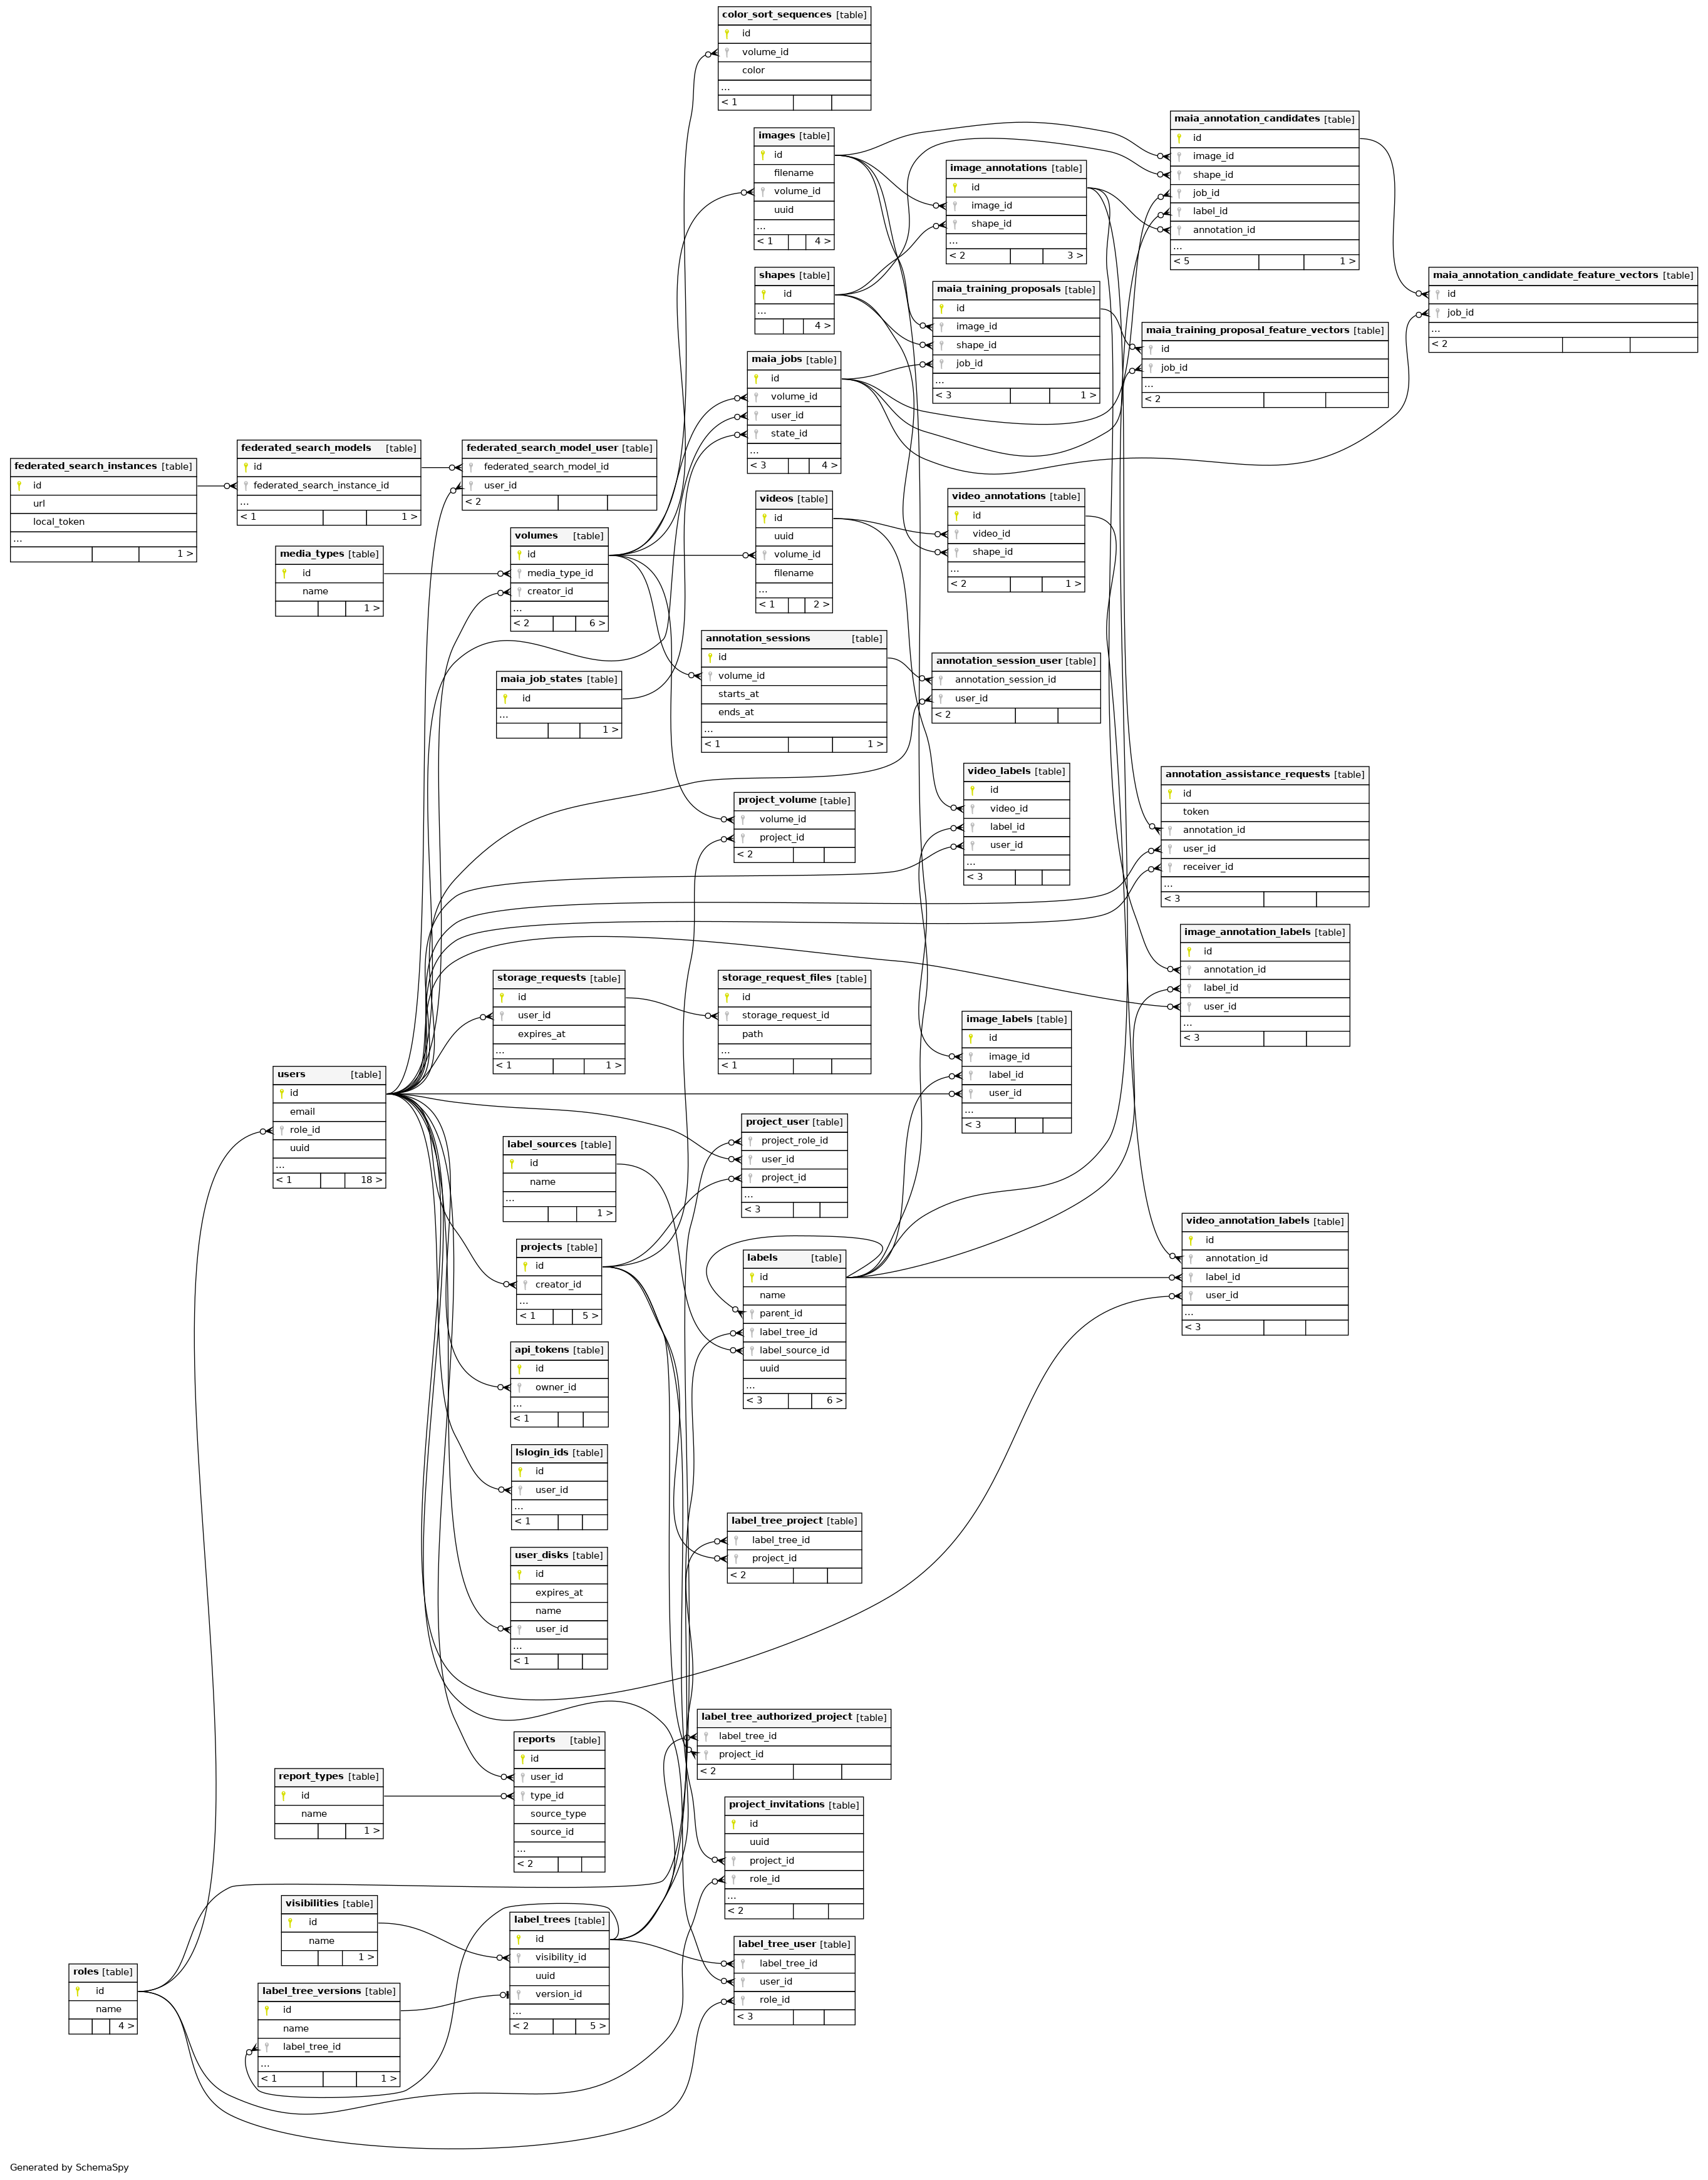 color_sort_sequences [table]
id
volume_id
color
...
< 1
images [table]
id
filename
volume_id
uuid
...
< 1 4 >
maia_annotation_candidates [table]
id
image_id
shape_id
job_id
label_id
annotation_id
...
< 5 1 >
image_annotations [table]
id
image_id
shape_id
...
< 2 3 >
shapes [table]
id
...
4 >
maia_annotation_candidate_feature_vectors [table]
id
job_id
...
< 2
maia_training_proposals [table]
id
image_id
shape_id
job_id
...
< 3 1 >
maia_training_proposal_feature_vectors [table]
id
job_id
...
< 2
maia_jobs [table]
id
volume_id
user_id
state_id
...
< 3 4 >
federated_search_instances [table]
id
url
local_token
...
1 >
federated_search_models [table]
id
federated_search_instance_id
...
< 1 1 >
federated_search_model_user [table]
federated_search_model_id
user_id
< 2
videos [table]
id
uuid
volume_id
filename
...
< 1 2 >
video_annotations [table]
id
video_id
shape_id
...
< 2 1 >
media_types [table]
id
name
1 >
volumes [table]
id
media_type_id
creator_id
...
< 2 6 >
annotation_sessions [table]
id
volume_id
starts_at
ends_at
...
< 1 1 >
annotation_session_user [table]
annotation_session_id
user_id
< 2
maia_job_states [table]
id
...
1 >
video_labels [table]
id
video_id
label_id
user_id
...
< 3
annotation_assistance_requests [table]
id
token
annotation_id
user_id
receiver_id
...
< 3
project_volume [table]
volume_id
project_id
< 2
image_annotation_labels [table]
id
annotation_id
label_id
user_id
...
< 3
storage_requests [table]
id
user_id
expires_at
...
< 1 1 >
storage_request_files [table]
id
storage_request_id
path
...
< 1
image_labels [table]
id
image_id
label_id
user_id
...
< 3
users [table]
id
email
role_id
uuid
...
< 1 18 >
project_user [table]
project_role_id
user_id
project_id
...
< 3
label_sources [table]
id
name
...
1 >
video_annotation_labels [table]
id
annotation_id
label_id
user_id
...
< 3
projects [table]
id
creator_id
...
< 1 5 >
labels [table]
id
name
parent_id
label_tree_id
label_source_id
uuid
...
< 3 6 >
api_tokens [table]
id
owner_id
...
< 1
lslogin_ids [table]
id
user_id
...
< 1
label_tree_project [table]
label_tree_id
project_id
< 2
user_disks [table]
id
expires_at
name
user_id
...
< 1
label_tree_authorized_project [table]
label_tree_id
project_id
< 2
reports [table]
id
user_id
type_id
source_type
source_id
...
< 2
report_types [table]
id
name
1 >
project_invitations [table]
id
uuid
project_id
role_id
...
< 2
visibilities [table]
id
name
1 >
label_trees [table]
id
visibility_id
uuid
version_id
...
< 2 5 >
label_tree_user [table]
label_tree_id
user_id
role_id
< 3
roles [table]
id
name
4 >
label_tree_versions [table]
id
name
label_tree_id
...
< 1 1 >
Generated by SchemaSpy